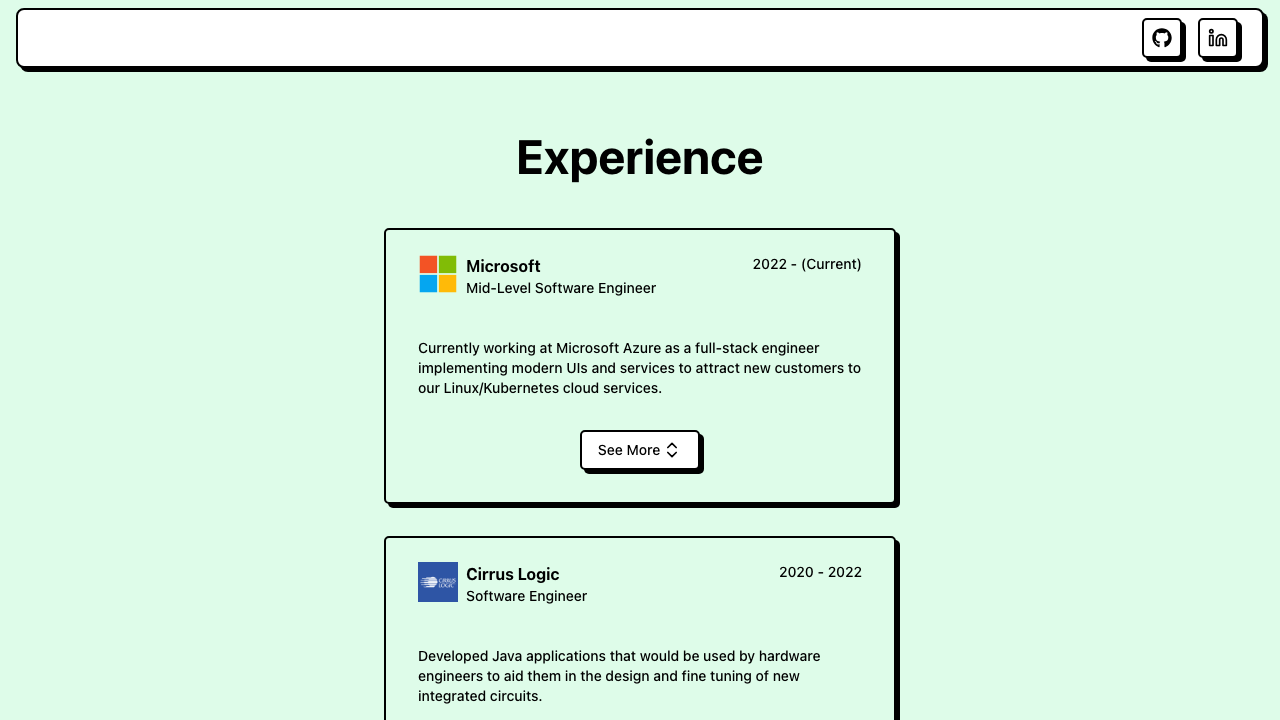 Experience
Microsoft
2022 - (Current)
Mid-Level Software Engineer
Currently working at Microsoft Azure as a full-stack engineer
implementing modern UIs and services to attract new customers to
our Linux/Kubernetes cloud services.
See More
CIRRUS
LOGIC
Cirrus Logic
2020 - 2022
Software Engineer
Developed Java applications that would be used by hardware
engineers to aid them in the design and fine tuning of new
integrated circuits.